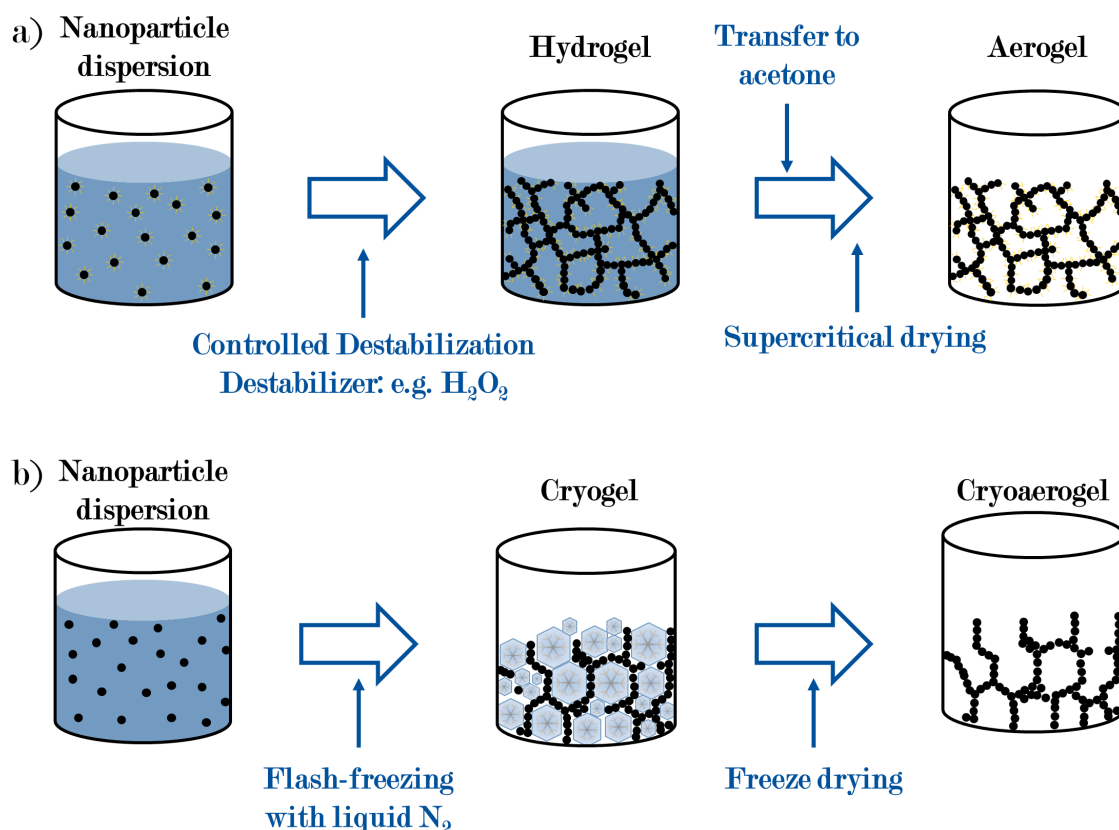 a)
Nanoparticle
dispersion
Hydrogel
Transfer to
acetone
Aerogel
Controlled Destabilization
Destabilizer: e.g. H₂O₂
Supercritical drying
b)
Nanoparticle
dispersion
Cryogel
Cryoaerogel
Flash-freezing
with liquid N₂
Freeze drying